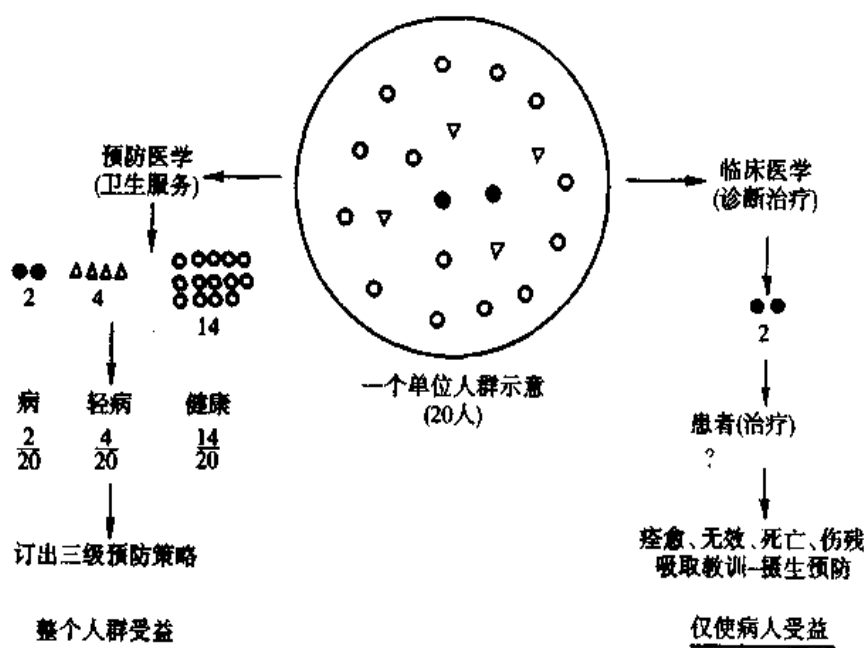 预防医学
(卫生服务)
2
4
14
病
轻病
健康
2
20
4
20
14
20
订出三级预防策略
整个人群受益
一个单位人群示意
(20人)
临床医学
(诊断治疗)
2
患者(治疗)
?
痊愈、无效、死亡、伤残
吸取教训-摄生预防
仅使病人受益